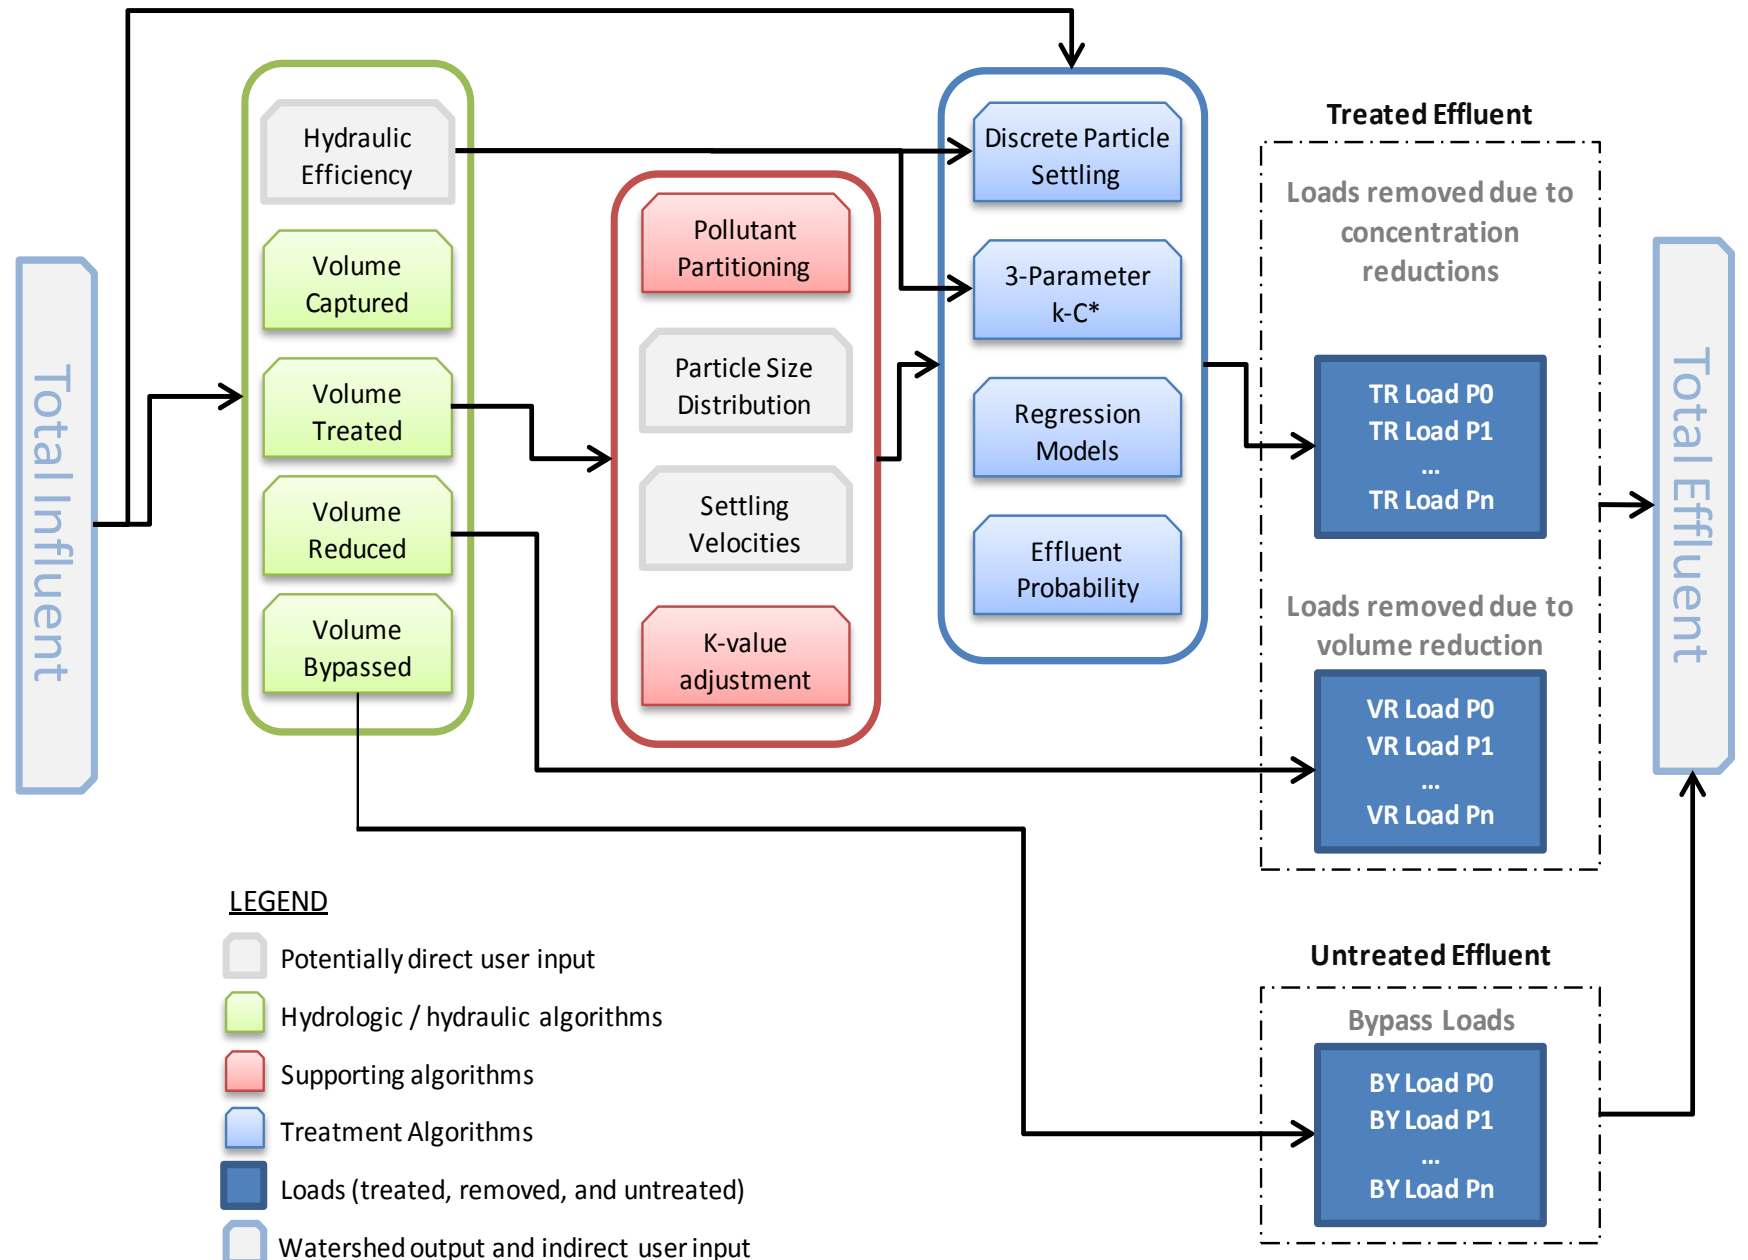 Total Influent
Hydraulic
Efficiency
Volume
Captured
Volume
Treated
Volume
Reduced
Volume
Bypassed
Pollutant
Partitioning
Particle Size
Distribution
Settling
Velocities
K-value
adjustment
Discrete Particle
Settling
3-Parameter
k-C*
Regression
Models
Effluent
Probability
Treated Effluent
Loads removed due to
concentration
reductions
TR Load P0
TR Load P1
...
TR Load Pn
Loads removed due to
volume reduction
VR Load P0
VR Load P1
...
VR Load Pn
Untreated Effluent
Bypass Loads
BY Load P0
BY Load P1
...
BY Load Pn
Total Effluent
LEGEND
Potentially direct user input
Hydrologic / hydraulic algorithms
Supporting algorithms
Treatment Algorithms
Loads (treated, removed, and untreated)
Watershed output and indirect user input